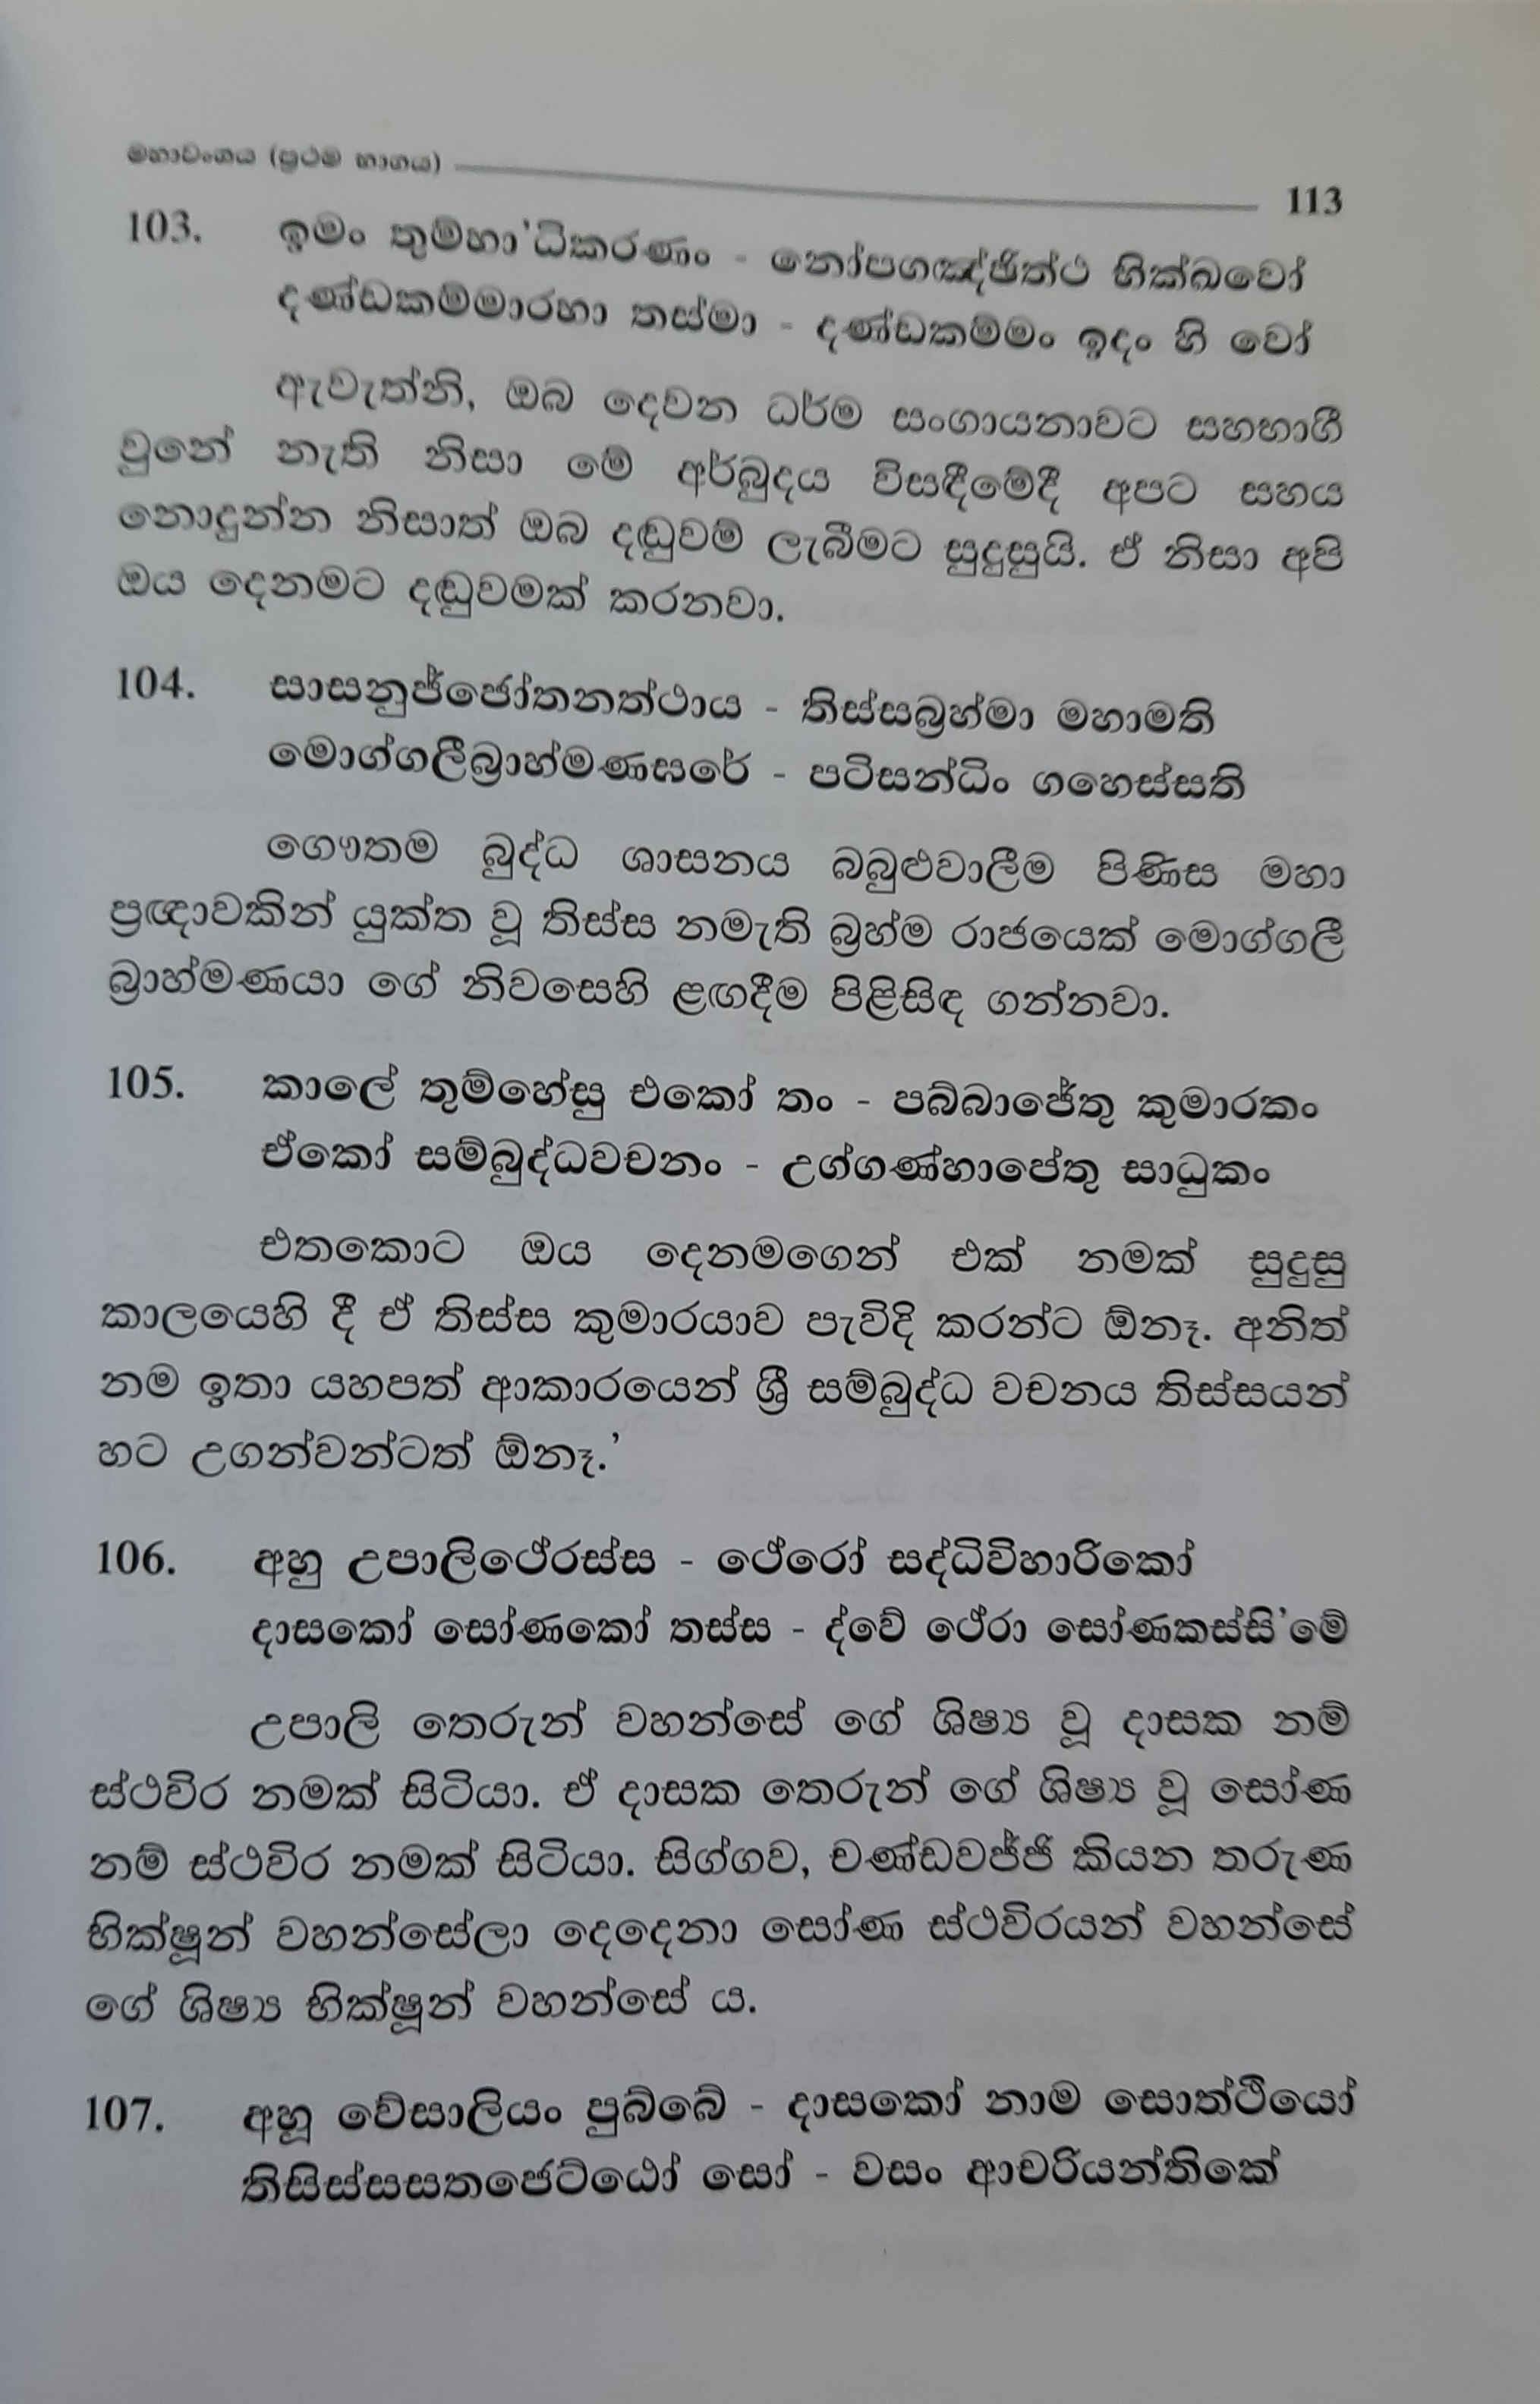 මහාවංශය (ප්‍රථම භාගය) 113
103. ඉමං තුම්හා'ධිකරණං - නෝපගඤ්ඡිත්ථ භික්ඛවෝ
දණ්ඩකම්මාරහා තස්මා - දණ්ඩකම්මං ඉදං හි වෝ
ඇවැත්නි, ඔබ දෙවන ධර්ම සංගායනාවට සහභාගී
වුනේ නැති නිසා මේ අර්බුදය විසඳීමේදී අපට සහය
නොදුන්න නිසාත් ඔබ දඬුවම් ලැබීමට සුදුසුයි. ඒ නිසා අපි
ඔය දෙනමට දඬුවමක් කරනවා.
104. සාසනුජ්ජෝතනත්ථාය - තිස්සබ්‍රහ්මා මහාමති
මොග්ගලීබ්‍රාහ්මණඝරේ - පටිසන්ධිං ගහෙස්සති
ගෞතම බුද්ධ ශාසනය බබුළුවාලීම පිණිස මහා
ප්‍රඥාවකින් යුක්ත වූ තිස්ස නමැති බ්‍රහ්ම රාජයෙක් මොග්ගලී
බ්‍රාහ්මණයා ගේ නිවසෙහි ළඟදීම පිළිසිඳ ගන්නවා.
105. කාලේ තුම්හේසු එකෝ තං - පබ්බාජේතු කුමාරකං
ඒකෝ සම්බුද්ධවචනං - උග්ගණ්හාපේතු සාධුකං
එතකොට ඔය දෙනමගෙන් එක් නමක් සුදුසු
කාලයෙහි දී ඒ තිස්ස කුමාරයාව පැවිදි කරන්ට ඕනෑ. අනිත්
නම ඉතා යහපත් ආකාරයෙන් ශ්‍රී සම්බුද්ධ වචනය තිස්සයන්
හට උගන්වන්ටත් ඕනෑ.'
106. අහු උපාලිථේරස්ස - ථේරෝ සද්ධිවිහාරිකෝ
දාසකෝ සෝණකෝ තස්ස - ද්වේ ථේරා සෝණකස්සි'මේ
උපාලි තෙරුන් වහන්සේ ගේ ශිෂ්‍ය වූ දාසක නම්
ස්ථවිර නමක් සිටියා. ඒ දාසක තෙරුන් ගේ ශිෂ්‍ය වූ සෝණ
නම් ස්ථවිර නමක් සිටියා. සිග්ගව, චණ්ඩවජ්ජි කියන තරුණ
භික්ෂූන් වහන්සේලා දෙදෙනා සෝණ ස්ථවිරයන් වහන්සේ
ගේ ශිෂ්‍ය භික්ෂූන් වහන්සේ ය.
107. අහූ වේසාලියං පුබ්බේ - දාසකෝ නාම සොත්ථියෝ
තිසිස්සසතජෙට්ඨෝ සෝ - වසං ආචරියන්තිකේ